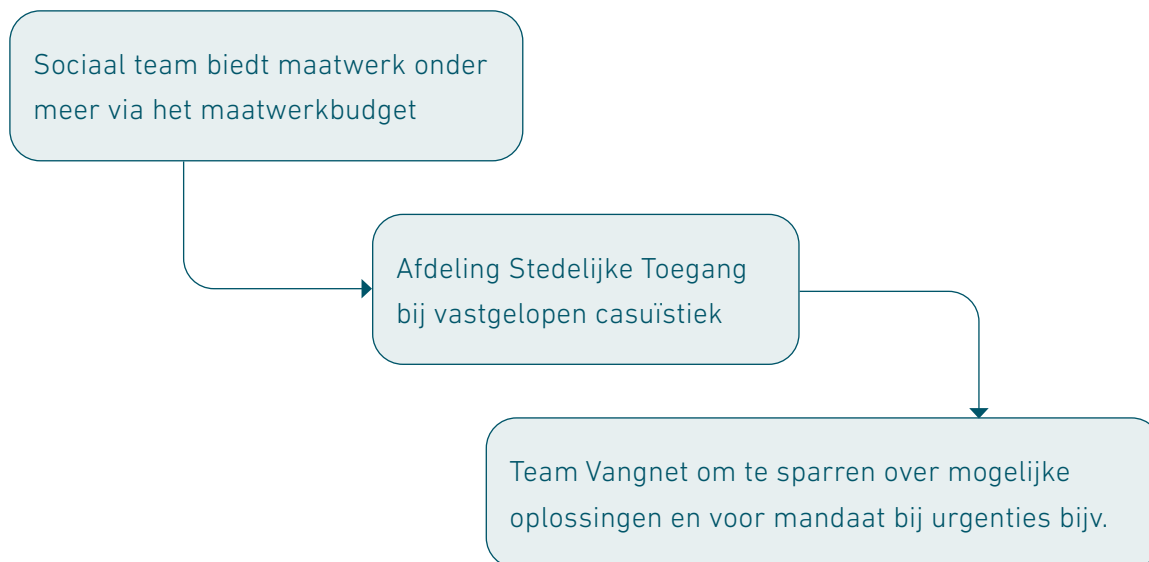 Sociaal team biedt maatwerk onder
meer via het maatwerkbudget
Afdeling Stedelijke Toegang
bij vastgelopen casuïstiek
Team Vangnet om te sparren over mogelijke
oplossingen en voor mandaat bij urgenties bijv.